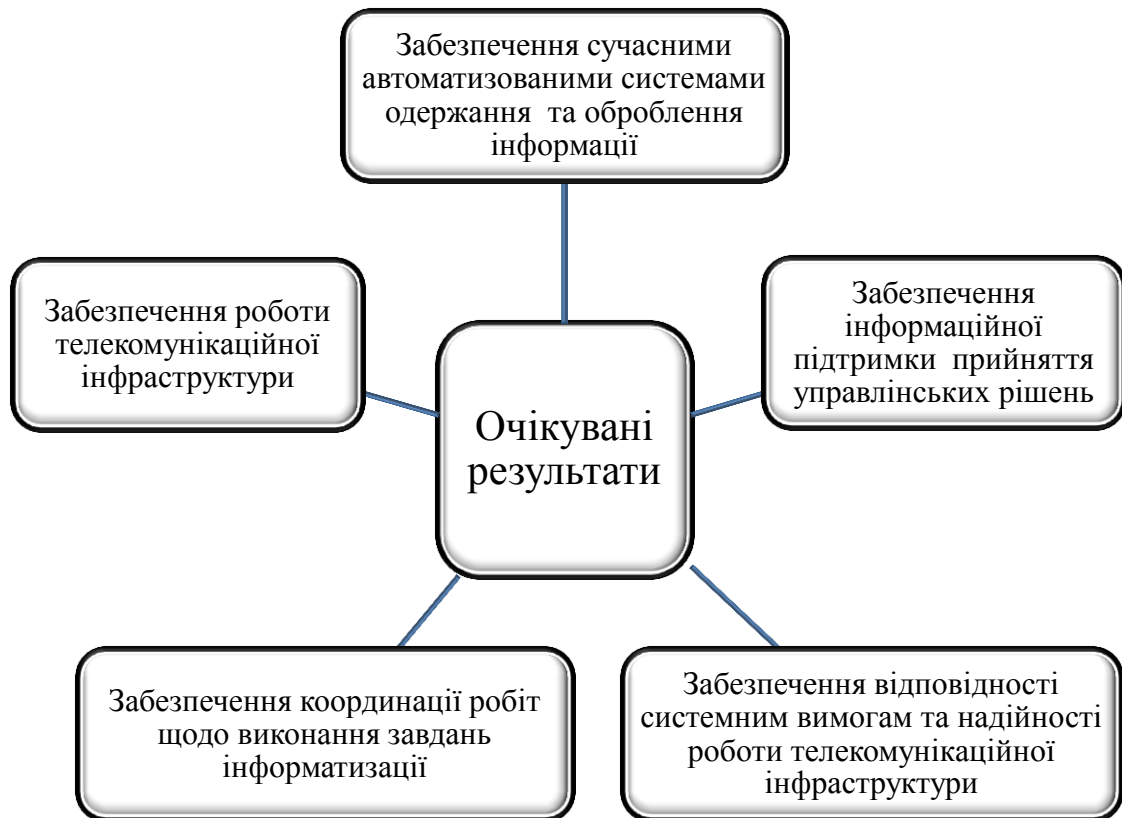 Забезпечення сучасними
автоматизованими системами
одержання та оброблення
інформації
Забезпечення роботи
телекомунікаційної
інфраструктури
Забезпечення
інформаційної
підтримки прийняття
управлінських рішень
Очікувані
результати
Забезпечення координації робіт
щодо виконання завдань
інформатизації
Забезпечення відповідності
системним вимогам та надійності
роботи телекомунікаційної
інфраструктури